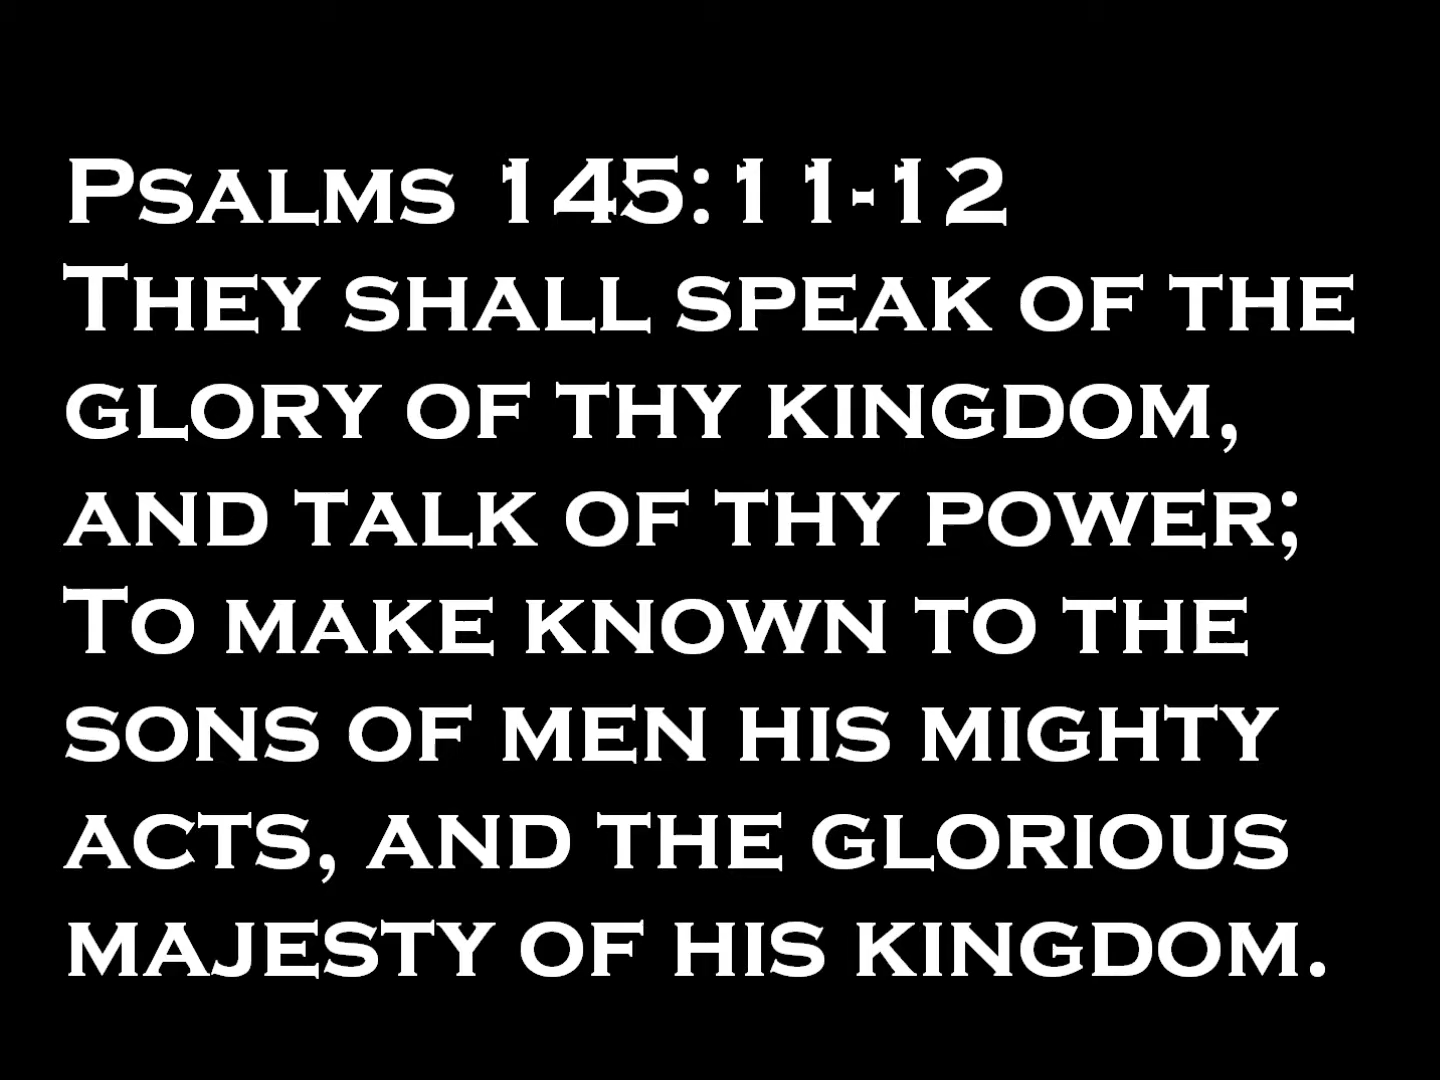 Psalms 145:11-12
They shall speak of the
glory of thy kingdom,
and talk of thy power;
To make known to the
sons of men his mighty
acts, and the glorious
majesty of his kingdom.